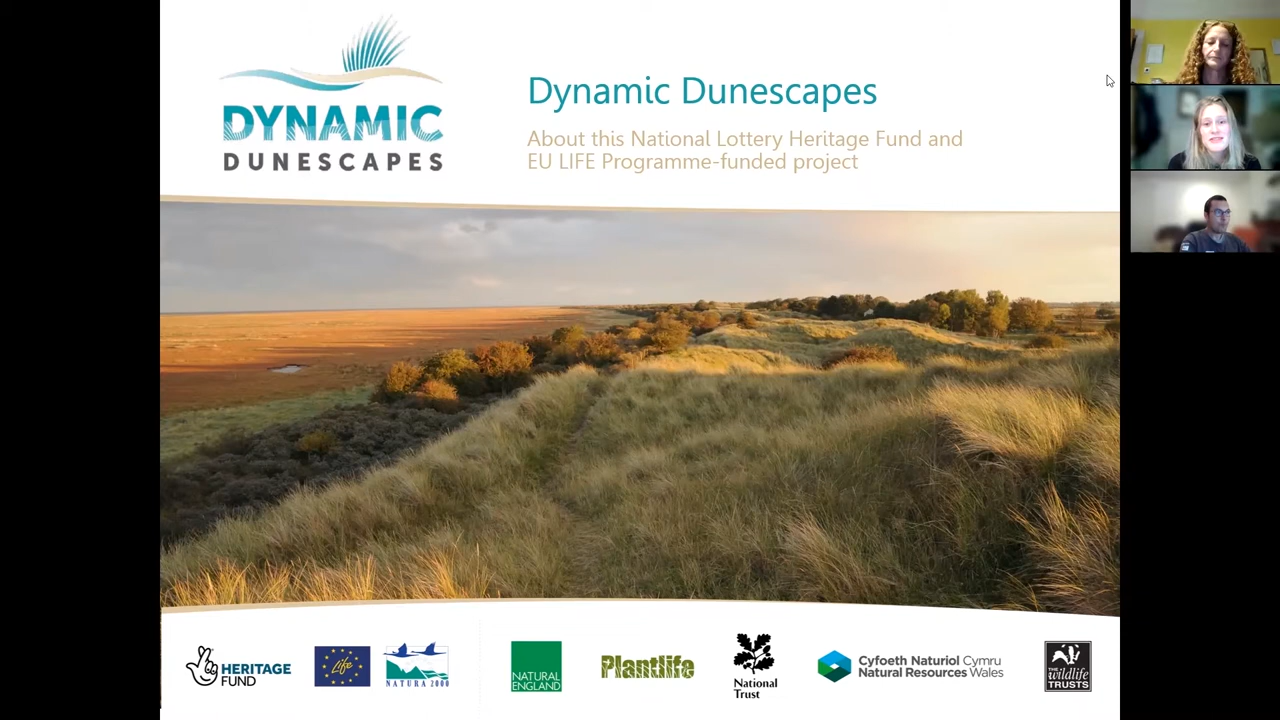 DYNAMIC
DUNESCAPES
Dynamic Dunescapes
About this National Lottery Heritage Fund and
EU LIFE Programme-funded project
HERITAGE
FUND
Life
NATURA 2000
NATURAL
ENGLAND
Plantlife
National
Trust
Cyfoeth Naturiol Cymru
Natural Resources Wales
THE
wildlife
TRUSTS